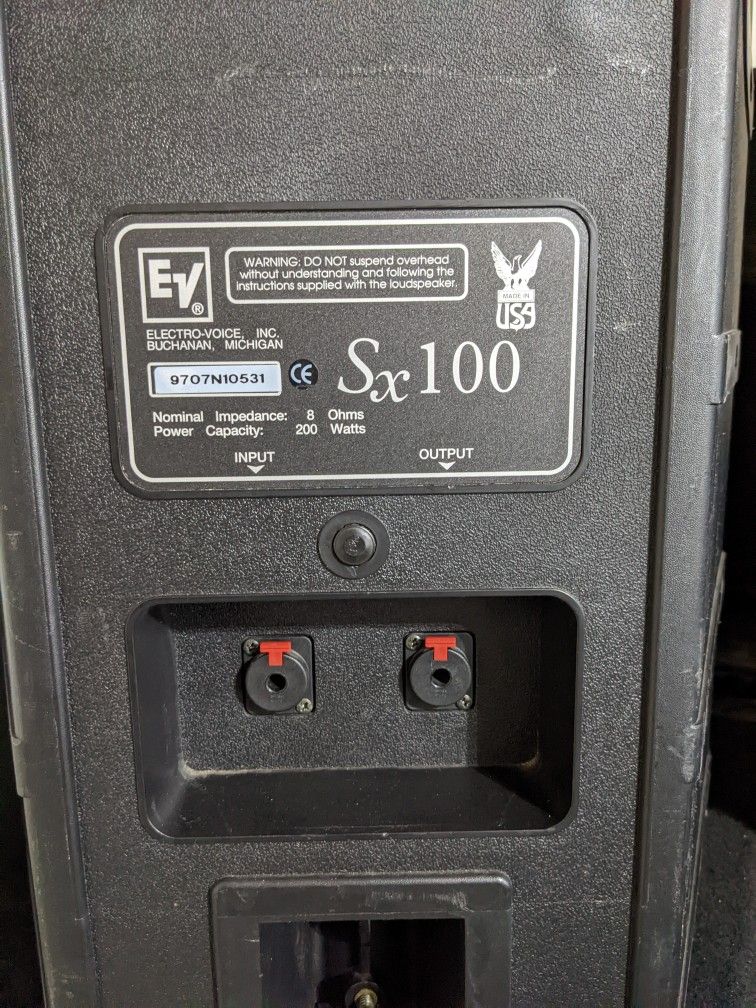 EV®
WARNING: DO NOT suspend overhead
without understanding and following the
instructions supplied with the loudspeaker.
MADE IN
USA
ELECTRO-VOICE, INC.
BUCHANAN, MICHIGAN
9707N10531
CE
Sx100
Nominal Impedance: 8 Ohms
Power Capacity: 200 Watts
INPUT
OUTPUT